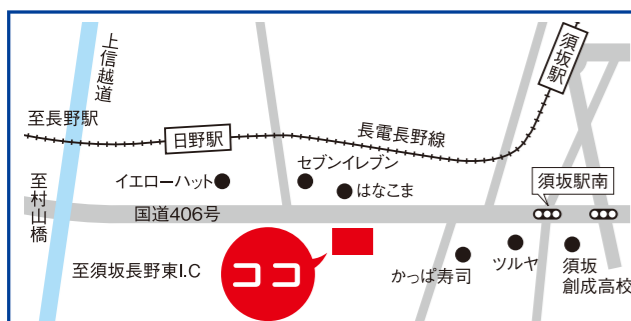 上信越道
須坂駅
至長野駅
日野駅
長電長野線
セブンイレブン
イエローハット
はなこま
須坂駅南
至村山橋
国道406号
至須坂長野東I.C
ココ
かっぱ寿司
ツルヤ
須坂
創成高校